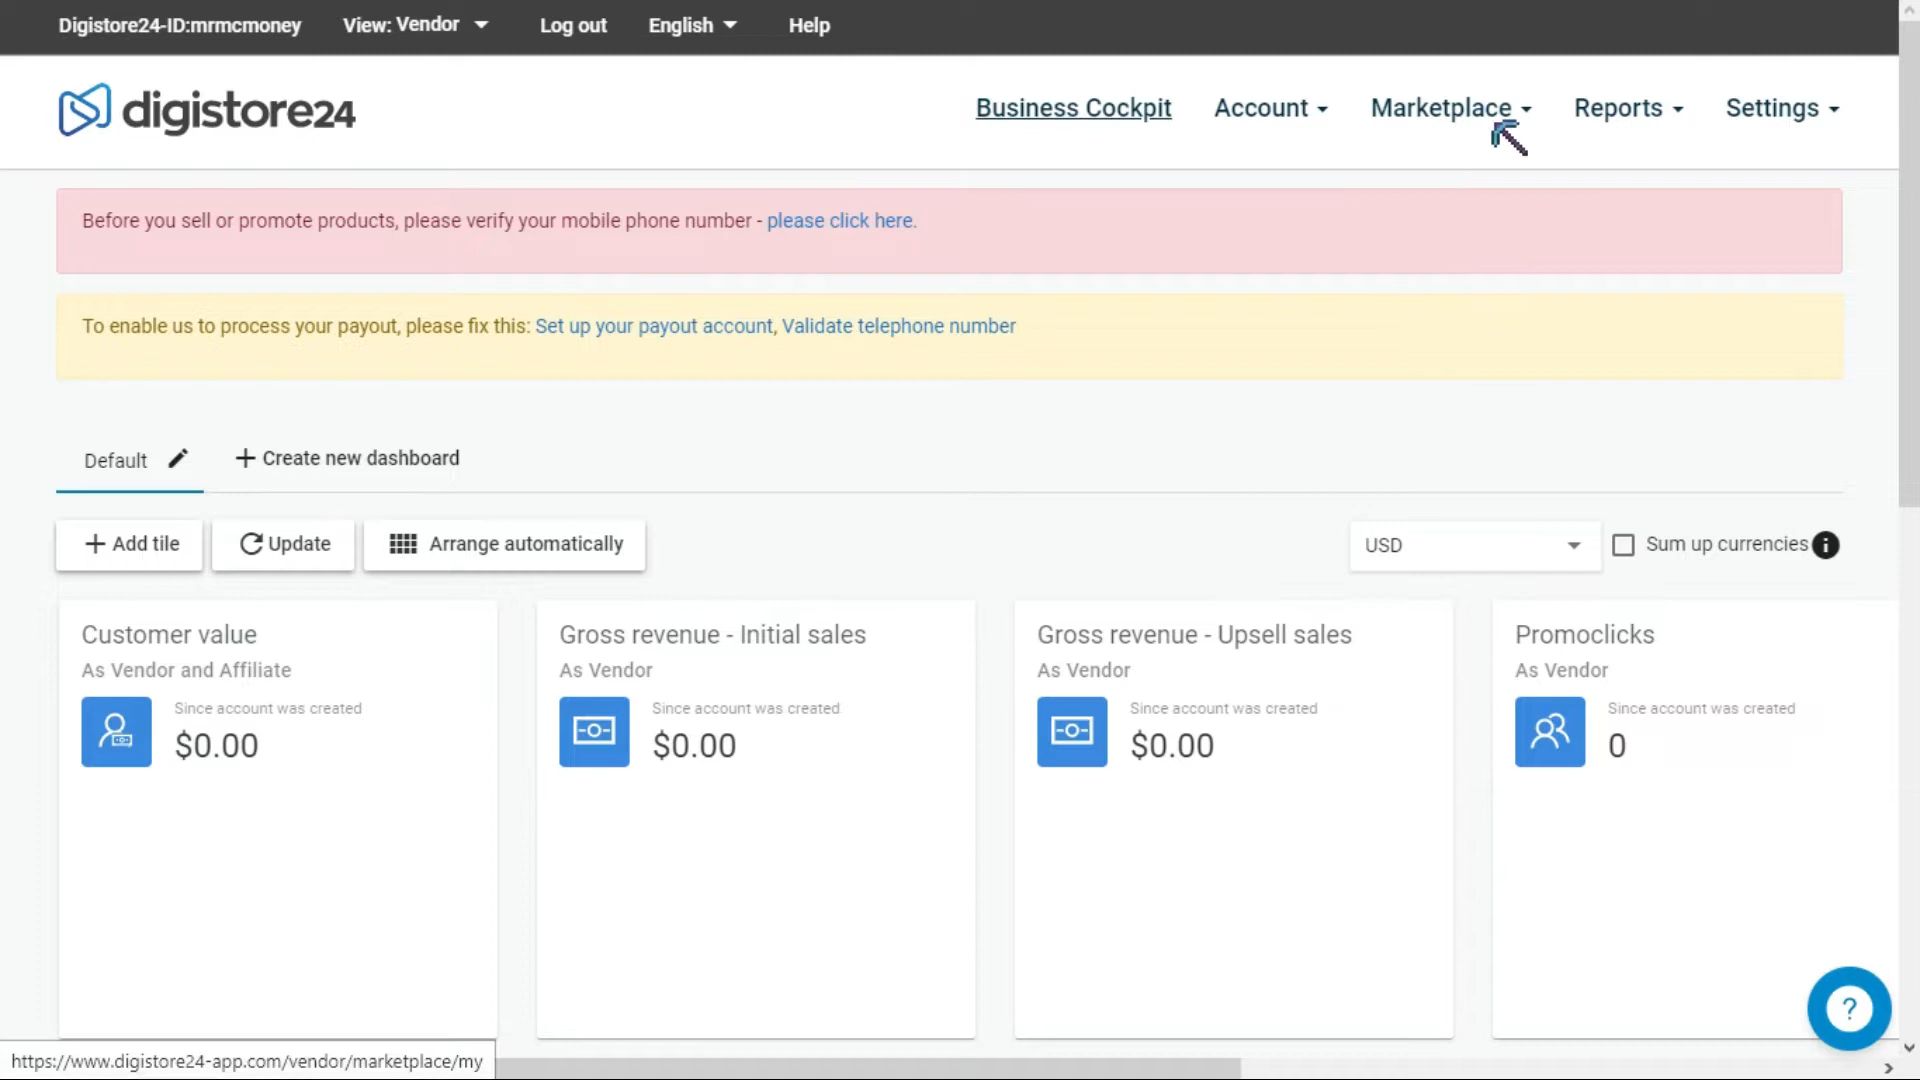 Digistore24-ID:mrmcmoney View: Vendor Log out English Help
digistore24
Business Cockpit Account Marketplace Reports Settings
Before you sell or promote products, please verify your mobile phone number - please click here.
To enable us to process your payout, please fix this: Set up your payout account, Validate telephone number
Default + Create new dashboard
+ Add tile Update Arrange automatically USD Sum up currencies i
Customer value
As Vendor and Affiliate
Since account was created
$0.00
Gross revenue - Initial sales
As Vendor
Since account was created
$0.00
Gross revenue - Upsell sales
As Vendor
Since account was created
$0.00
Promoclicks
As Vendor
Since account was created
0
?
https://www.digistore24-app.com/vendor/marketplace/my